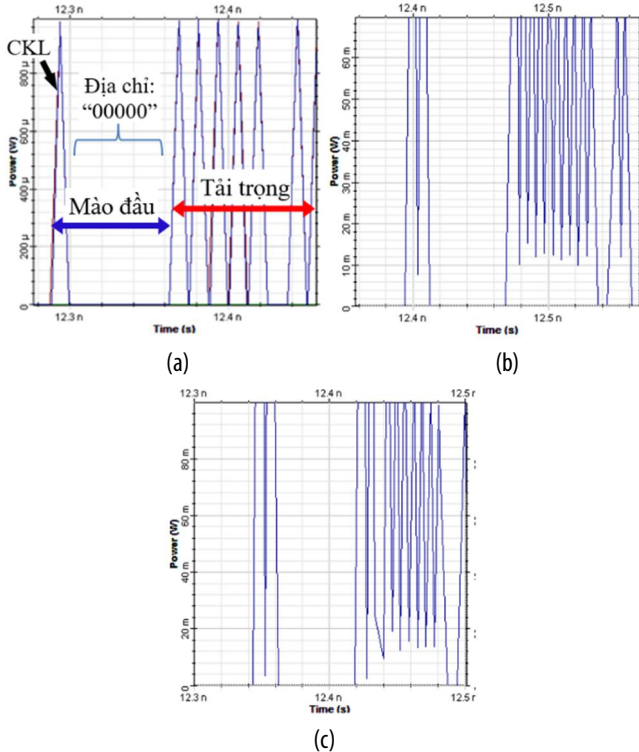 12.3 n 12.4 n
CKL
Địa chỉ:
“00000”
Mào đầu
Tải trọng
Power (W)
800 µ
600 µ
400 µ
200 µ
0
12.3 n 12.4 n
Time (s)
(a)
12.4 n 12.5 n
Power (W)
60 m
50 m
40 m
30 m
20 m
10 m
0
12.4 n 12.5 n
Time (s)
(b)
12.3 n 12.4 n 12.5 r
Power (W)
80 m
60 m
40 m
20 m
0
12.3 n 12.4 n 12.5 r
Time (s)
(c)